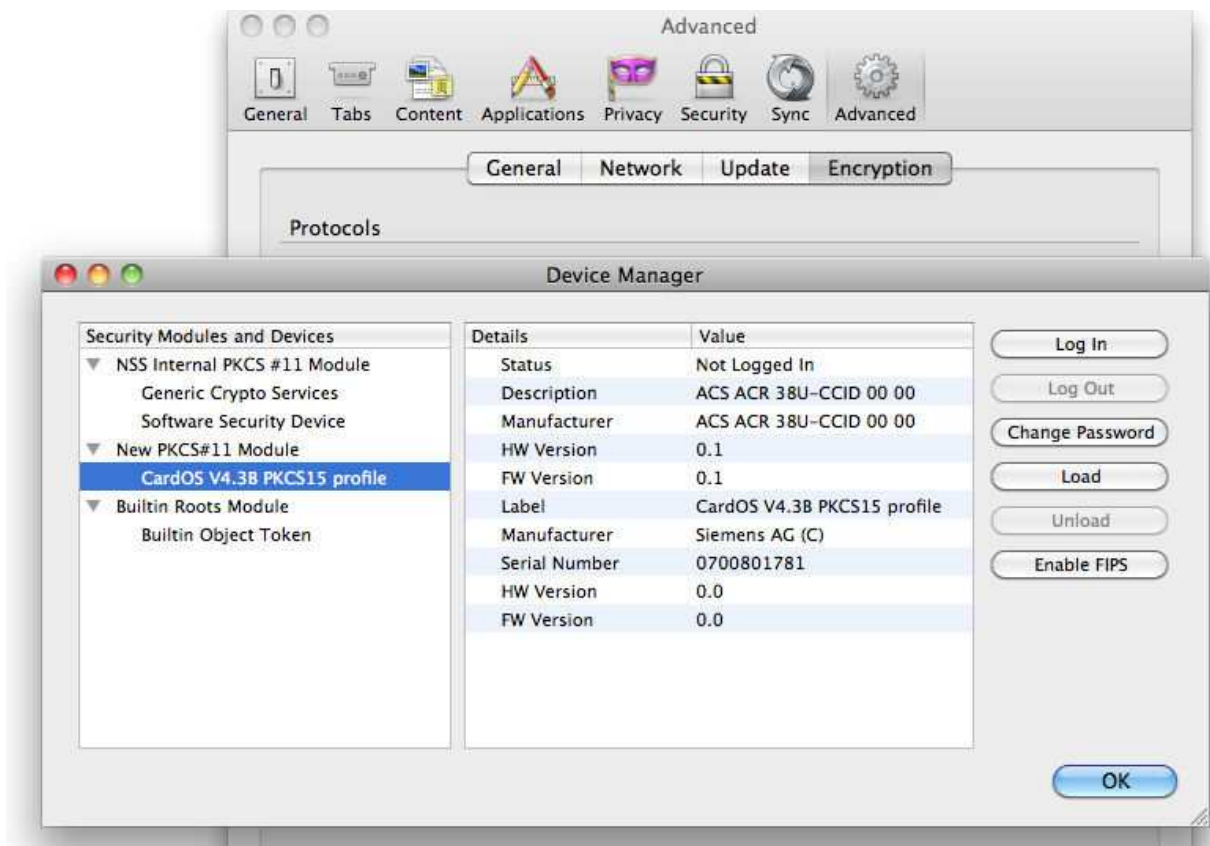 Advanced
General Tabs Content Applications Privacy Security Sync Advanced
General Network Update Encryption
Protocols
Device Manager
Security Modules and Devices
NSS Internal PKCS #11 Module
Generic Crypto Services
Software Security Device
New PKCS#11 Module
CardOS V4.3B PKCS15 profile
Builtin Roots Module
Builtin Object Token
Details Value
Status Not Logged In
Description ACS ACR 38U-CCID 00 00
Manufacturer ACS ACR 38U-CCID 00 00
HW Version 0.1
FW Version 0.1
Label CardOS V4.3B PKCS15 profile
Manufacturer Siemens AG (C)
Serial Number 0700801781
HW Version 0.0
FW Version 0.0
Log In
Log Out
Change Password
Load
Unload
Enable FIPS
OK